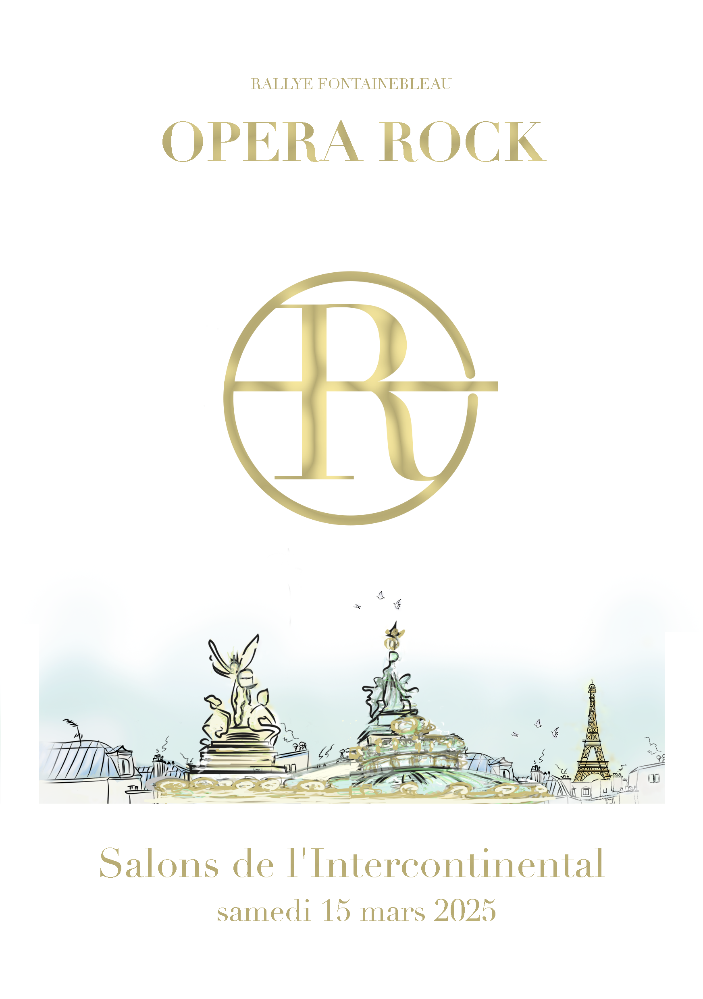 RALLYE FONTAINEBLEAU
OPERA ROCK
R
Salons de l'Intercontinental
samedi 15 mars 2025